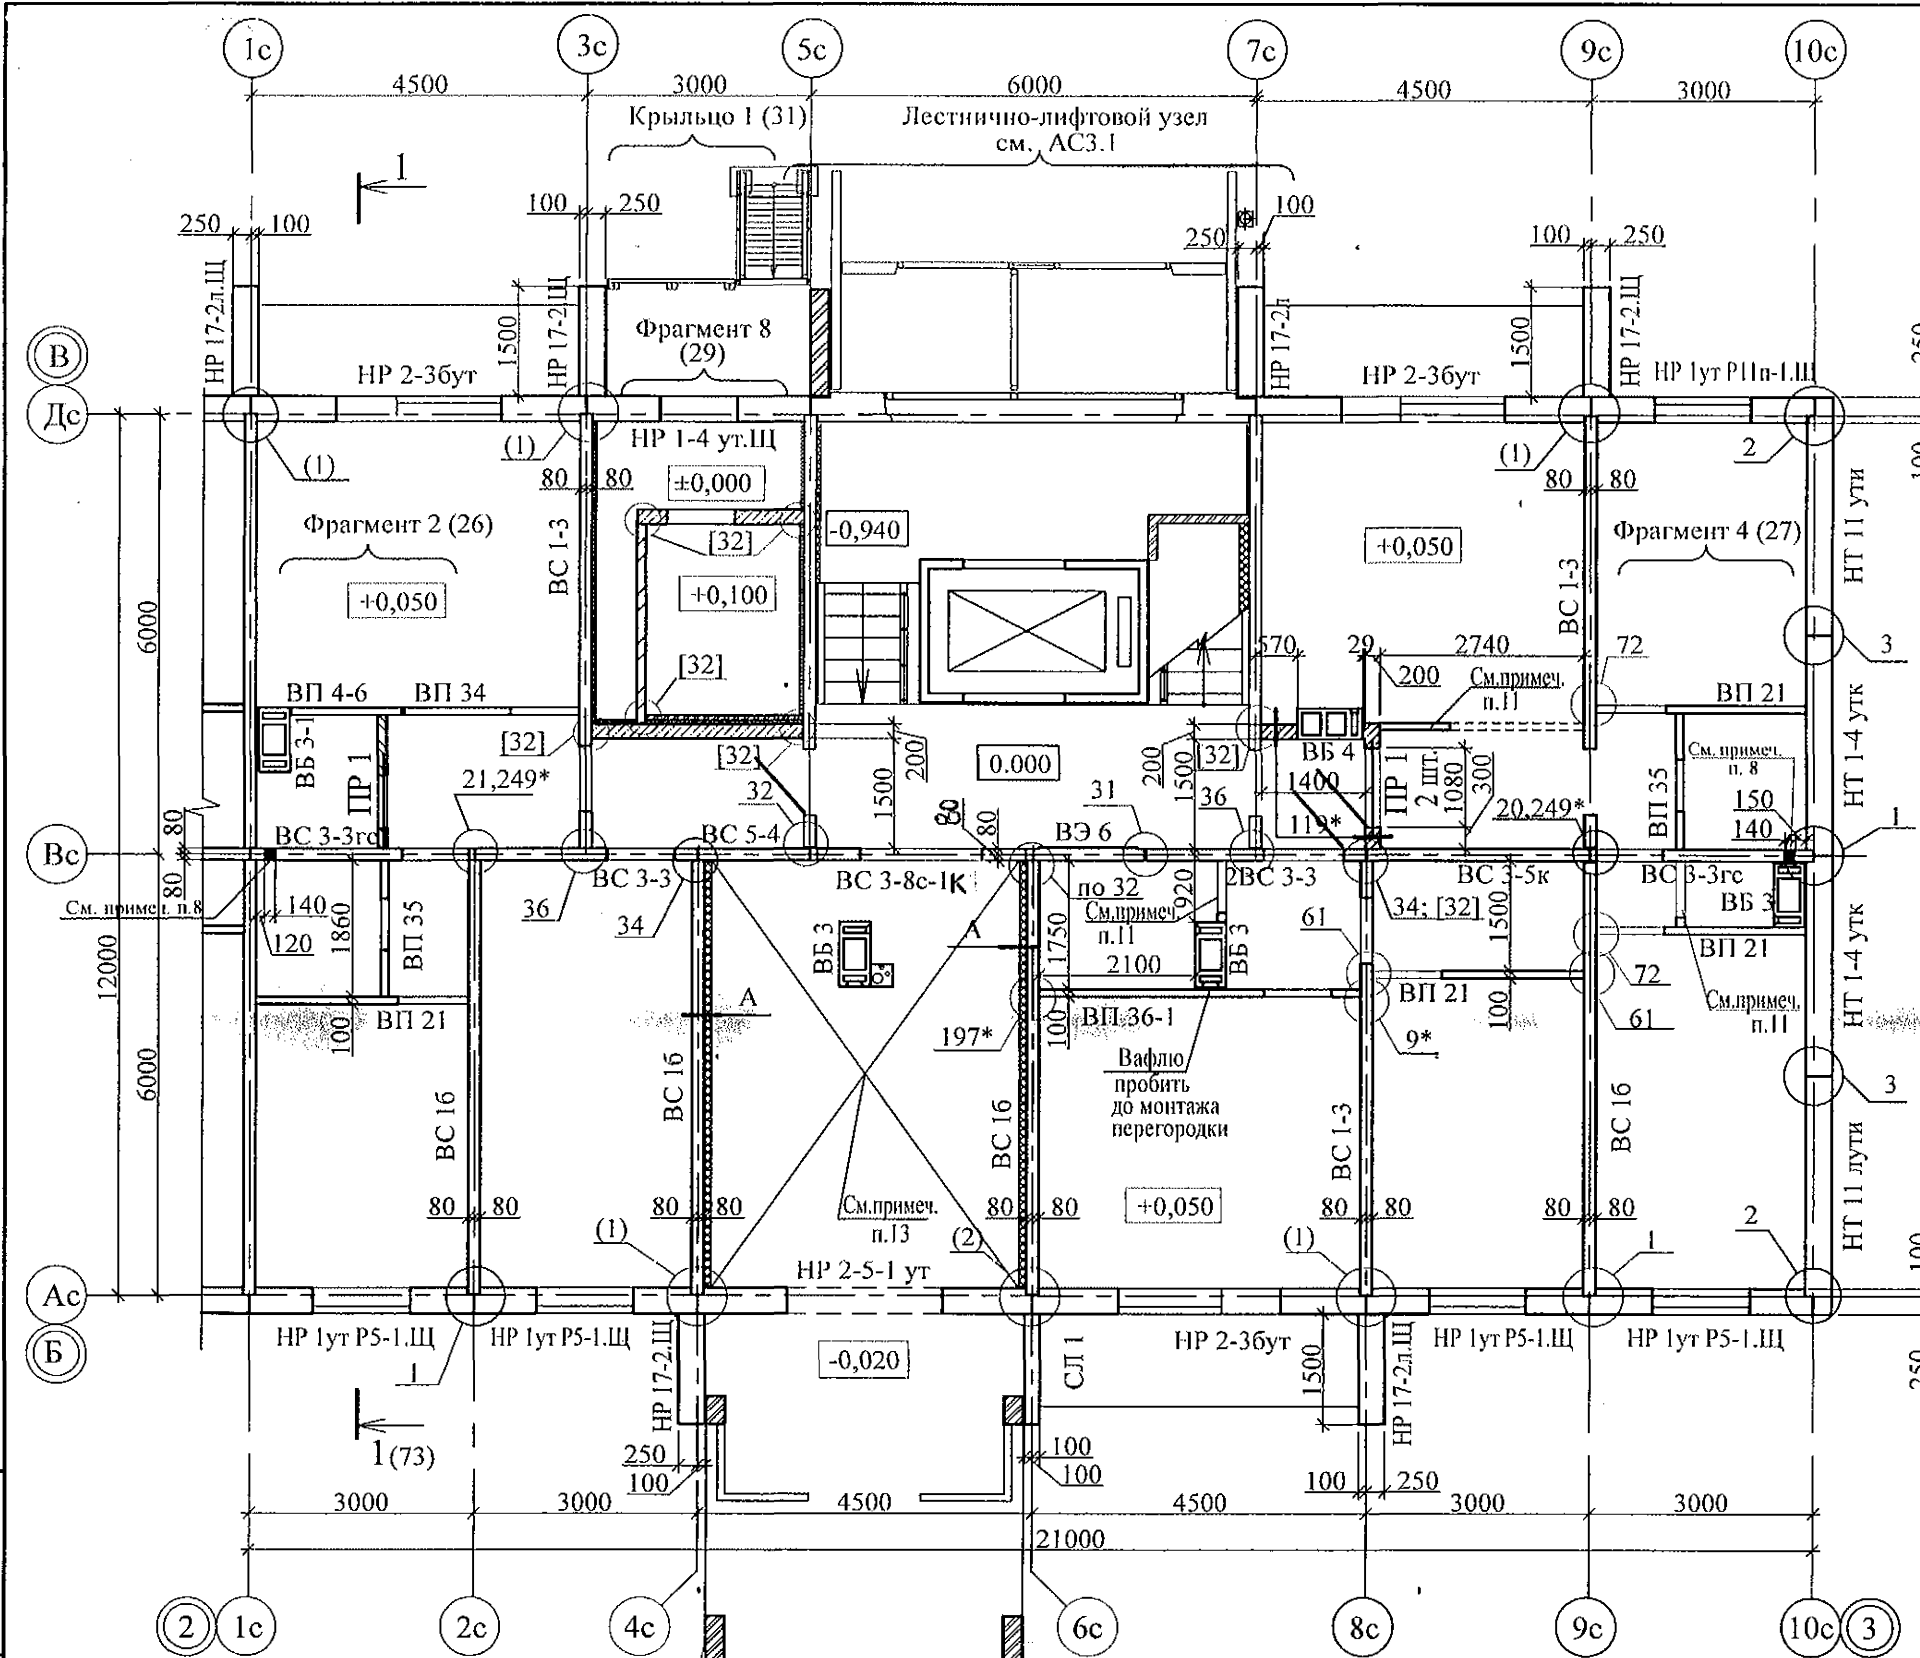 1с
3с
5с
7с
9с
10с
4500
3000
6000
4500
3000
Крыльцо 1 (31)
Лестнично-лифтовой узел
см. АС3.1
1
100
250
100
250
100
250
100
250
НР 17-2л.Щ
НР 17-2.Щ
НР 17-2л
НР 17-2.Щ
1500
1500
Фрагмент 8
(29)
В
НР 2-3бут
НР 2-3бут
НР 1ут Р11п-1.Щ
250
Дс
(1)
(1)
НР 1-4 ут.Щ
(1)
2
100
80
80
±0,000
80
80
Фрагмент 2 (26)
ВС 1-3
[32]
-0,940
+0,050
ВС 1-3
Фрагмент 4 (27)
НТ 11 ути
+0,050
+0,100
6000
[32]
570
29
2740
72
3
200
См.примеч.
п.11
ВП 4-6
ВП 34
ВП 21
ВБ 3-1
ПР 1
[32]
21,249*
[32]
32
1500
200
0.000
31
200
1500
[32]
36
ВБ 4
1400
119*
ПР 1
2 шт.
1080
300
20,249*
ВП 35
См. примеч.
п. 8
150
140
НТ 1-4 утк
1
80
80
Вс
ВС 3-3гс
ВС 5-4
80
80
ВЭ 6
ВС 3-3
ВС 3-8с-1К
2ВС 3-3
ВС 3-5к
ВС 3-3гс
См. примеч. п.8
140
120
1860
ВП 35
36
34
ВБ 3
А
1750
по 32
См.примеч.
п.11
2100
920
ВБ 3
61
34; [32]
1500
ВБ 3
ВП 21
72
12000
ВП 21
100
А
197*
100
ВП 36-1
9*
ВП 21
100
61
См.примеч.
п.11
НТ 1-4 утк
Вафлю
пробить
до монтажа
перегородки
6000
ВС 1б
ВС 1б
ВС 1б
ВС 1-3
ВС 1б
3
НТ 11 лути
80
80
80
80
См.примеч.
п.13
80
80
+0,050
80
80
80
80
(1)
(2)
(1)
1
2
100
НР 2-5-1 ут
Ас
Б
НР 1ут Р5-1.Щ
НР 1ут Р5-1.Щ
1
НР 17-2.Щ
-0,020
СЛ 1
НР 2-3бут
1500
НР 17-2л.Щ
НР 1ут Р5-1.Щ
НР 1ут Р5-1.Щ
250
1 (73)
250
100
100
100
100
250
3000
3000
4500
4500
3000
3000
21000
2
1с
2с
4с
6с
8с
9с
10с
3